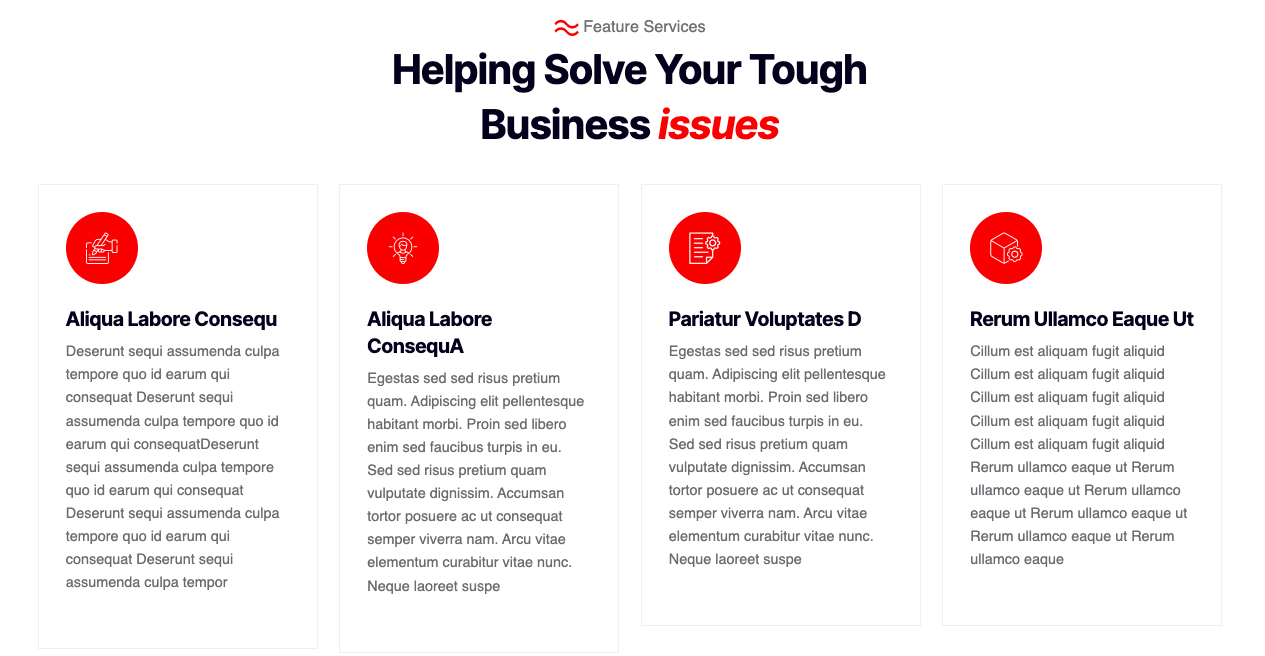 Feature Services
Helping Solve Your Tough
Business issues
Aliqua Labore Consequ
Deserunt sequi assumenda culpa
tempore quo id earum qui
consequat Deserunt sequi
assumenda culpa tempore quo id
earum qui consequatDeserunt
sequi assumenda culpa tempore
quo id earum qui consequat
Deserunt sequi assumenda culpa
tempore quo id earum qui
consequat Deserunt sequi
assumenda culpa tempor
Aliqua Labore
ConsequA
Egestas sed sed risus pretium
quam. Adipiscing elit pellentesque
habitant morbi. Proin sed libero
enim sed faucibus turpis in eu.
Sed sed risus pretium quam
vulputate dignissim. Accumsan
tortor posuere ac ut consequat
semper viverra nam. Arcu vitae
elementum curabitur vitae nunc.
Neque laoreet suspe
Pariatur Voluptates D
Egestas sed sed risus pretium
quam. Adipiscing elit pellentesque
habitant morbi. Proin sed libero
enim sed faucibus turpis in eu.
Sed sed risus pretium quam
vulputate dignissim. Accumsan
tortor posuere ac ut consequat
semper viverra nam. Arcu vitae
elementum curabitur vitae nunc.
Neque laoreet suspe
Rerum Ullamco Eaque Ut
Cillum est aliquam fugit aliquid
Cillum est aliquam fugit aliquid
Cillum est aliquam fugit aliquid
Cillum est aliquam fugit aliquid
Cillum est aliquam fugit aliquid
Rerum ullamco eaque ut Rerum
ullamco eaque ut Rerum ullamco
eaque ut Rerum ullamco eaque ut
Rerum ullamco eaque ut Rerum
ullamco eaque